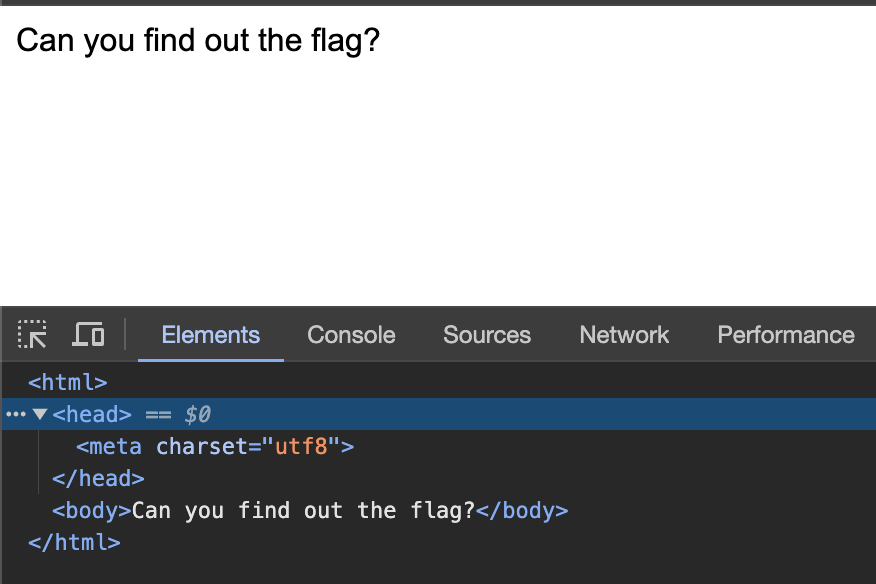 Can you find out the flag?
Elements Console Sources Network Performance
<html>
••• ▼ <head> == $0
<meta charset="utf8">
</head>
<body>Can you find out the flag?</body>
</html>